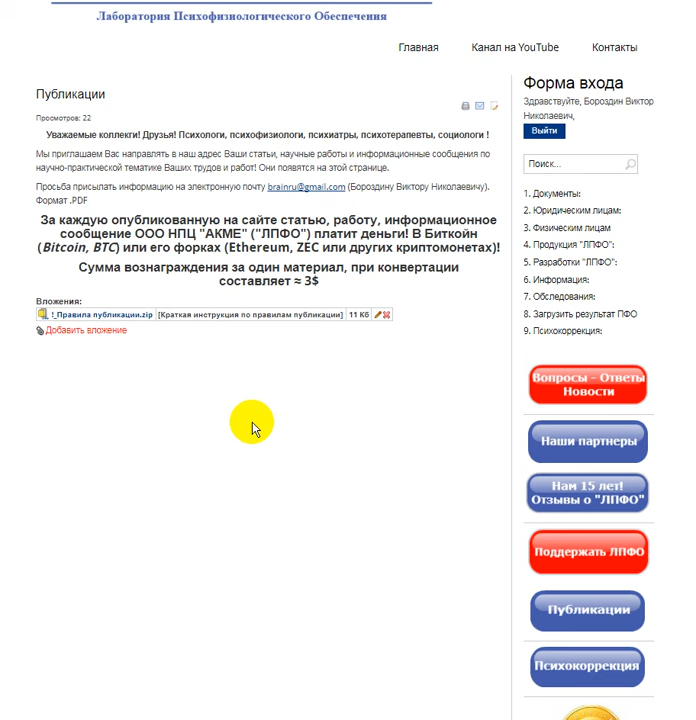 Лаборатория Психофизиологического Обеспечения
Главная
Канал на YouTube
Контакты
Публикации
Просмотров: 22
Уважаемые коллекги! Друзья! Психологи, психофизиологи, психиатры, психотерапевты, социологи !
Мы приглашаем Вас направлять в наш адрес Ваши статьи, научные работы и информационные сообщения по
научно-практической тематике Ваших трудов и работ! Они появятся на этой странице.
Просьба присылать информацию на электронную почту brainru@gmail.com (Бороздину Виктору Николаевичу).
Формат .PDF
За каждую опубликованную на сайте статью, работу, информационное
сообщение ООО НПЦ "АКМЕ" ("ЛПФО") платит деньги! В Биткойн
(Bitcoin, BTC) или его форках (Ethereum, ZEC или других криптомонетах)!
Сумма вознаграждения за один материал, при конвертации
составляет ≈ 3$
Вложения:
!_Правила публикации.zip [Краткая инструкция по правилам публикации] 11 Кб
Добавить вложение
Форма входа
Здравствуйте, Бороздин Виктор
Николаевич,
Выйти
Поиск...
1. Документы:
2. Юридическим лицам:
3. Физическим лицам
4. Продукция "ЛПФО":
5. Разработки "ЛПФО":
6. Информация:
7. Обследования:
8. Загрузить результат ПФО
9. Психокоррекция:
Вопросы - Ответы
Новости
Наши партнеры
Нам 15 лет!
Отзывы о "ЛПФО"
Поддержать ЛПФО
Публикации
Психокоррекция